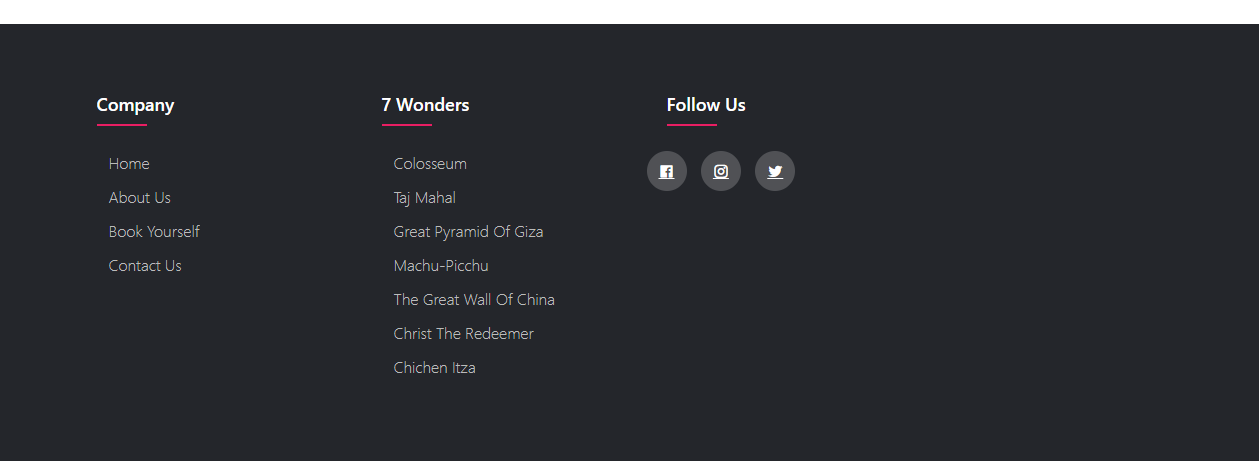 Company
Home
About Us
Book Yourself
Contact Us
7 Wonders
Colosseum
Taj Mahal
Great Pyramid Of Giza
Machu-Picchu
The Great Wall Of China
Christ The Redeemer
Chichen Itza
Follow Us